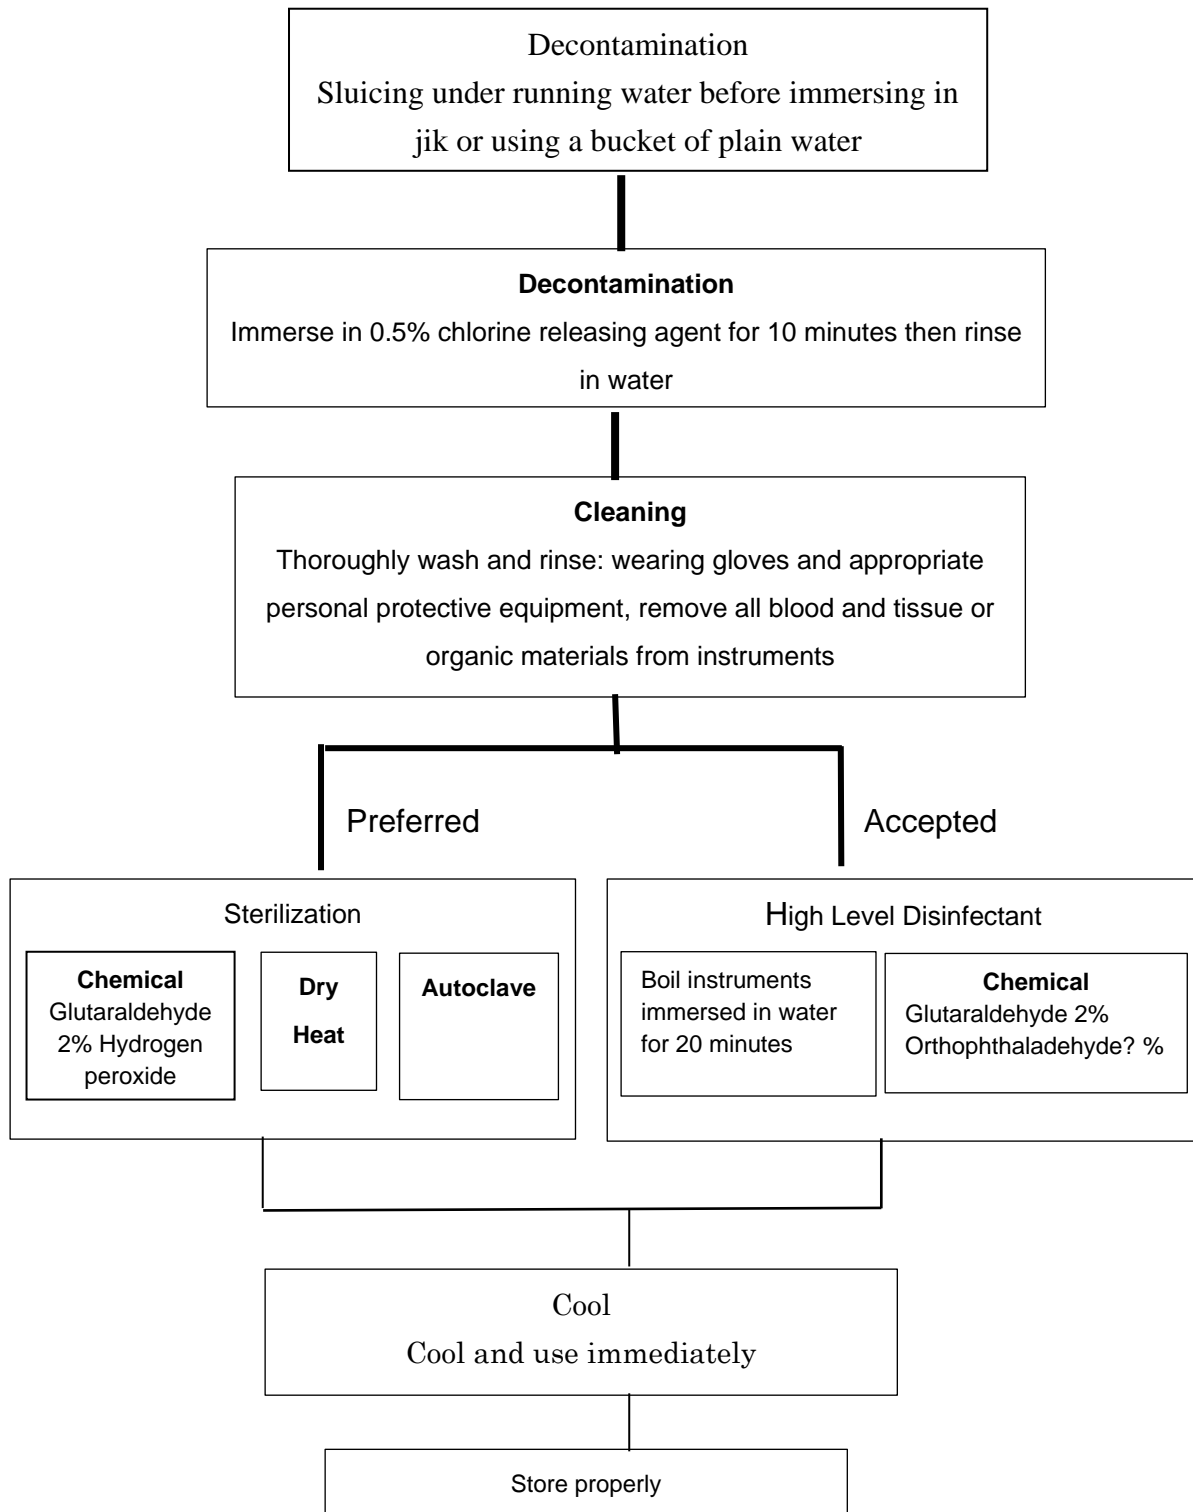 Decontamination
Sluicing under running water before immersing in
jik or using a bucket of plain water
Decontamination
Immerse in 0.5% chlorine releasing agent for 10 minutes then rinse
in water
Cleaning
Thoroughly wash and rinse: wearing gloves and appropriate
personal protective equipment, remove all blood and tissue or
organic materials from instruments
Preferred
Accepted
Sterilization
Chemical
Glutaraldehyde
2% Hydrogen
peroxide
Dry
Heat
Autoclave
High Level Disinfectant
Boil instruments
immersed in water
for 20 minutes
Chemical
Glutaraldehyde 2%
Orthophthaladehyde? %
Cool
Cool and use immediately
Store properly